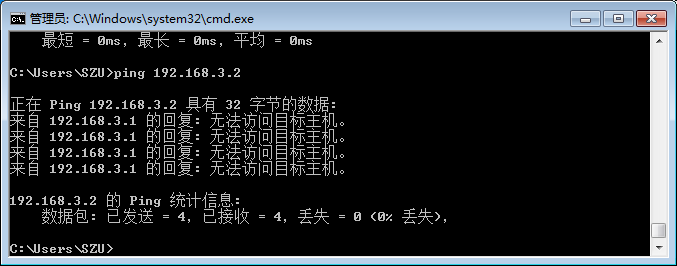 管理员: C:\Windows\system32\cmd.exe
最短 = 0ms，最长 = 0ms，平均 = 0ms
C:\Users\SZU>ping 192.168.3.2
正在 Ping 192.168.3.2 具有 32 字节的数据:
来自 192.168.3.1 的回复: 无法访问目标主机。
来自 192.168.3.1 的回复: 无法访问目标主机。
来自 192.168.3.1 的回复: 无法访问目标主机。
来自 192.168.3.1 的回复: 无法访问目标主机。
192.168.3.2 的 Ping 统计信息:
数据包: 已发送 = 4，已接收 = 4，丢失 = 0 (0% 丢失)，
C:\Users\SZU>